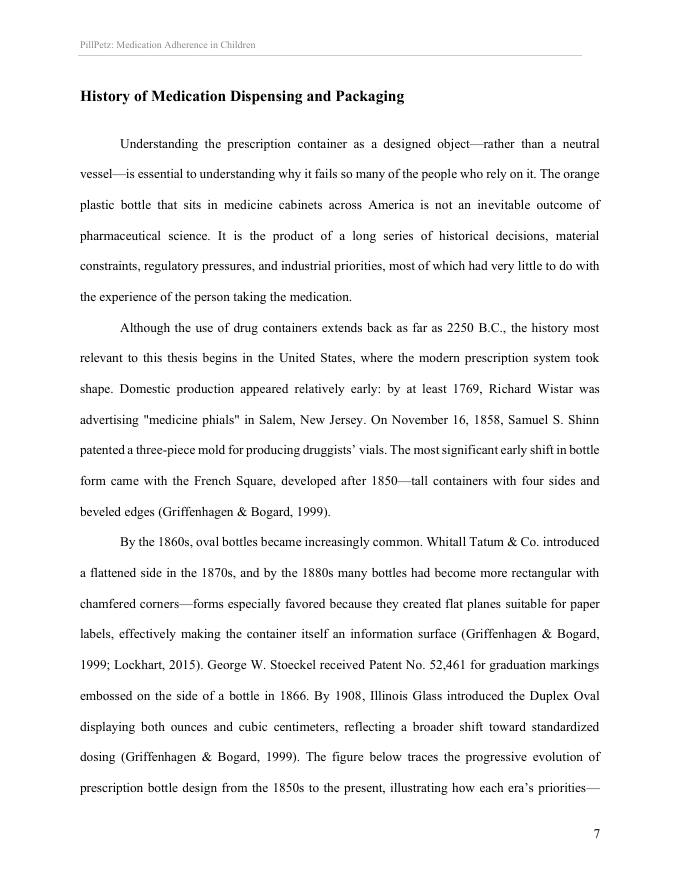 PillPetz: Medication Adherence in Children
History of Medication Dispensing and Packaging
Understanding the prescription container as a designed object—rather than a neutral
vessel—is essential to understanding why it fails so many of the people who rely on it. The orange
plastic bottle that sits in medicine cabinets across America is not an inevitable outcome of
pharmaceutical science. It is the product of a long series of historical decisions, material
constraints, regulatory pressures, and industrial priorities, most of which had very little to do with
the experience of the person taking the medication.
Although the use of drug containers extends back as far as 2250 B.C., the history most
relevant to this thesis begins in the United States, where the modern prescription system took
shape. Domestic production appeared relatively early: by at least 1769, Richard Wistar was
advertising "medicine phials" in Salem, New Jersey. On November 16, 1858, Samuel S. Shinn
patented a three-piece mold for producing druggists’ vials. The most significant early shift in bottle
form came with the French Square, developed after 1850—tall containers with four sides and
beveled edges (Griffenhagen & Bogard, 1999).
By the 1860s, oval bottles became increasingly common. Whitall Tatum & Co. introduced
a flattened side in the 1870s, and by the 1880s many bottles had become more rectangular with
chamfered corners—forms especially favored because they created flat planes suitable for paper
labels, effectively making the container itself an information surface (Griffenhagen & Bogard,
1999; Lockhart, 2015). George W. Stoeckel received Patent No. 52,461 for graduation markings
embossed on the side of a bottle in 1866. By 1908, Illinois Glass introduced the Duplex Oval
displaying both ounces and cubic centimeters, reflecting a broader shift toward standardized
dosing (Griffenhagen & Bogard, 1999). The figure below traces the progressive evolution of
prescription bottle design from the 1850s to the present, illustrating how each era’s priorities—
7